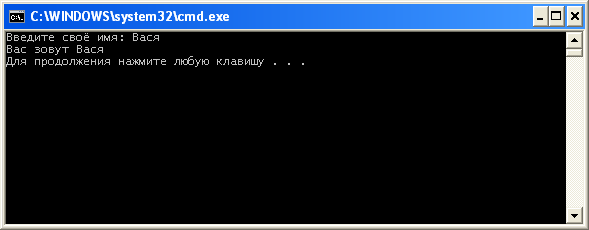 C:\WINDOWS\system32\cmd.exe
Введите своё имя: Вася
Вас зовут Вася
Для продолжения нажмите любую клавишу . . .